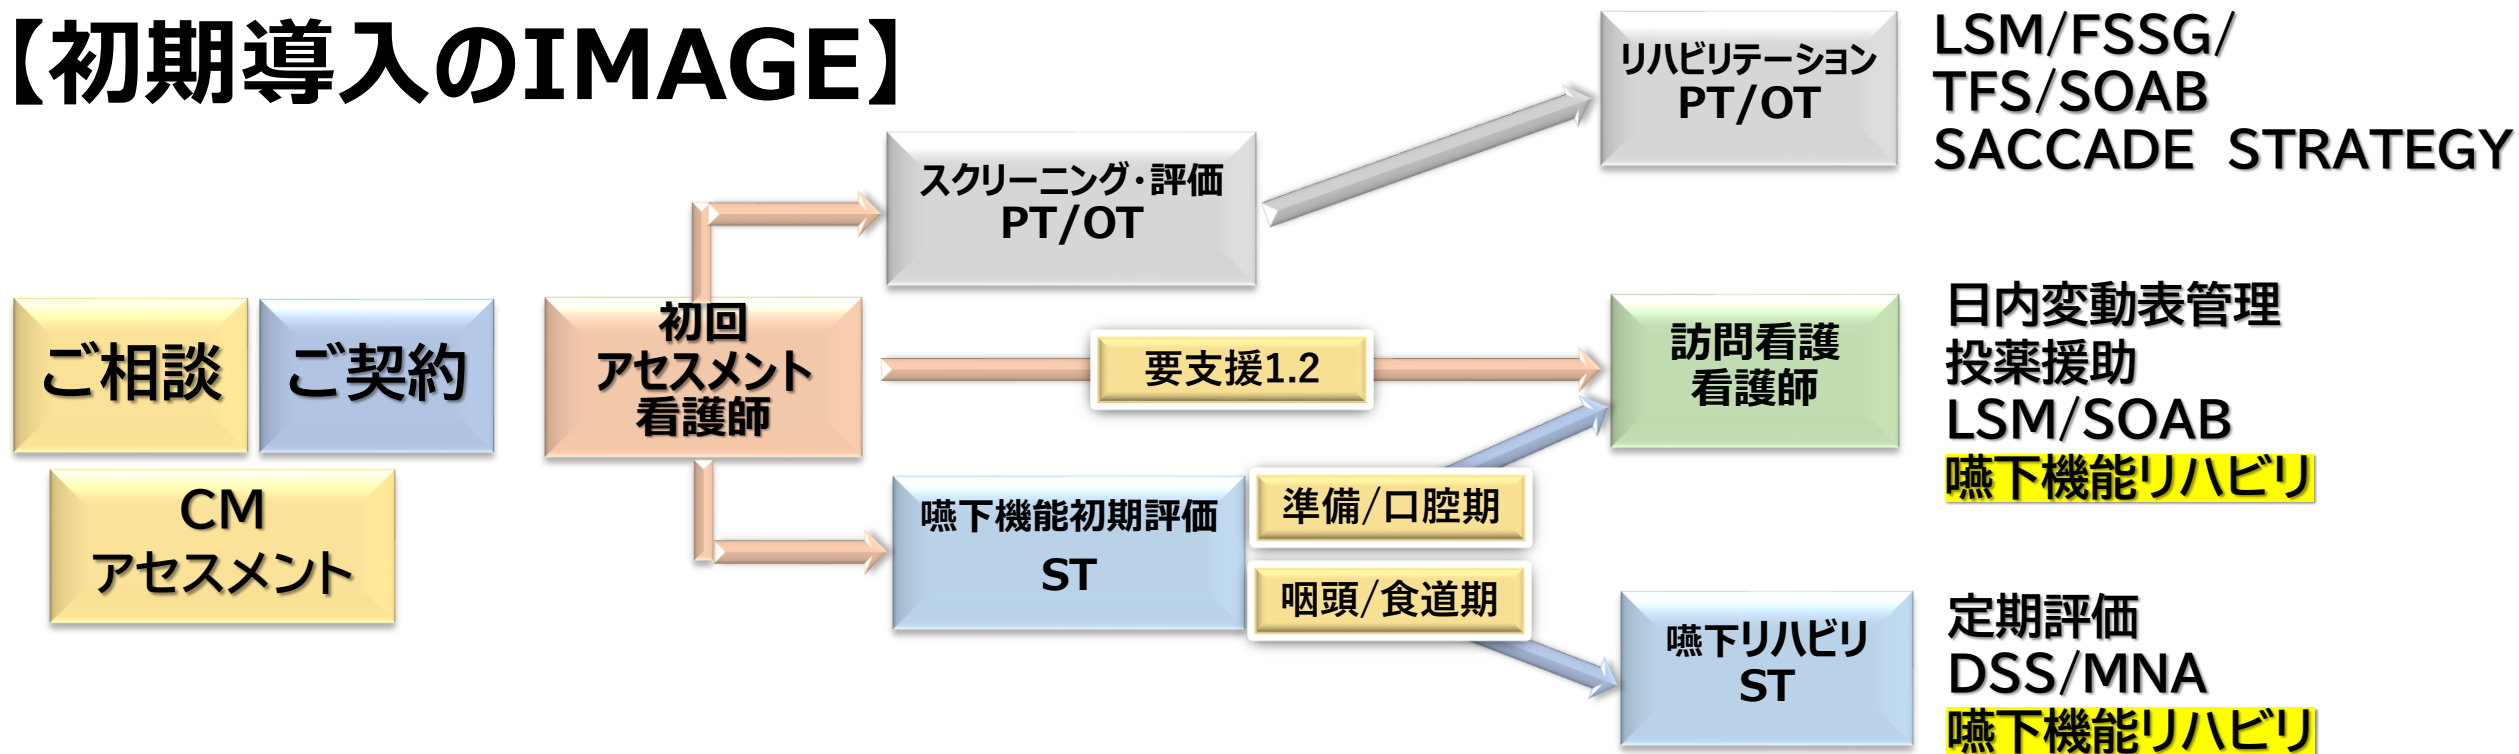 【初期導入のIMAGE】
ご相談
ご契約
CM
アセスメント
初回
アセスメント
看護師
スクリーニング・評価
PT/OT
リハビリテーション
PT/OT
LSM/FSSG/
TFS/SOAB
SACCADE STRATEGY
要支援1.2
訪問看護
看護師
日内変動表管理
投薬援助
LSM/SOAB
嚥下機能リハビリ
嚥下機能初期評価
ST
準備/口腔期
咽頭/食道期
嚥下リハビリ
ST
定期評価
DSS/MNA
嚥下機能リハビリ